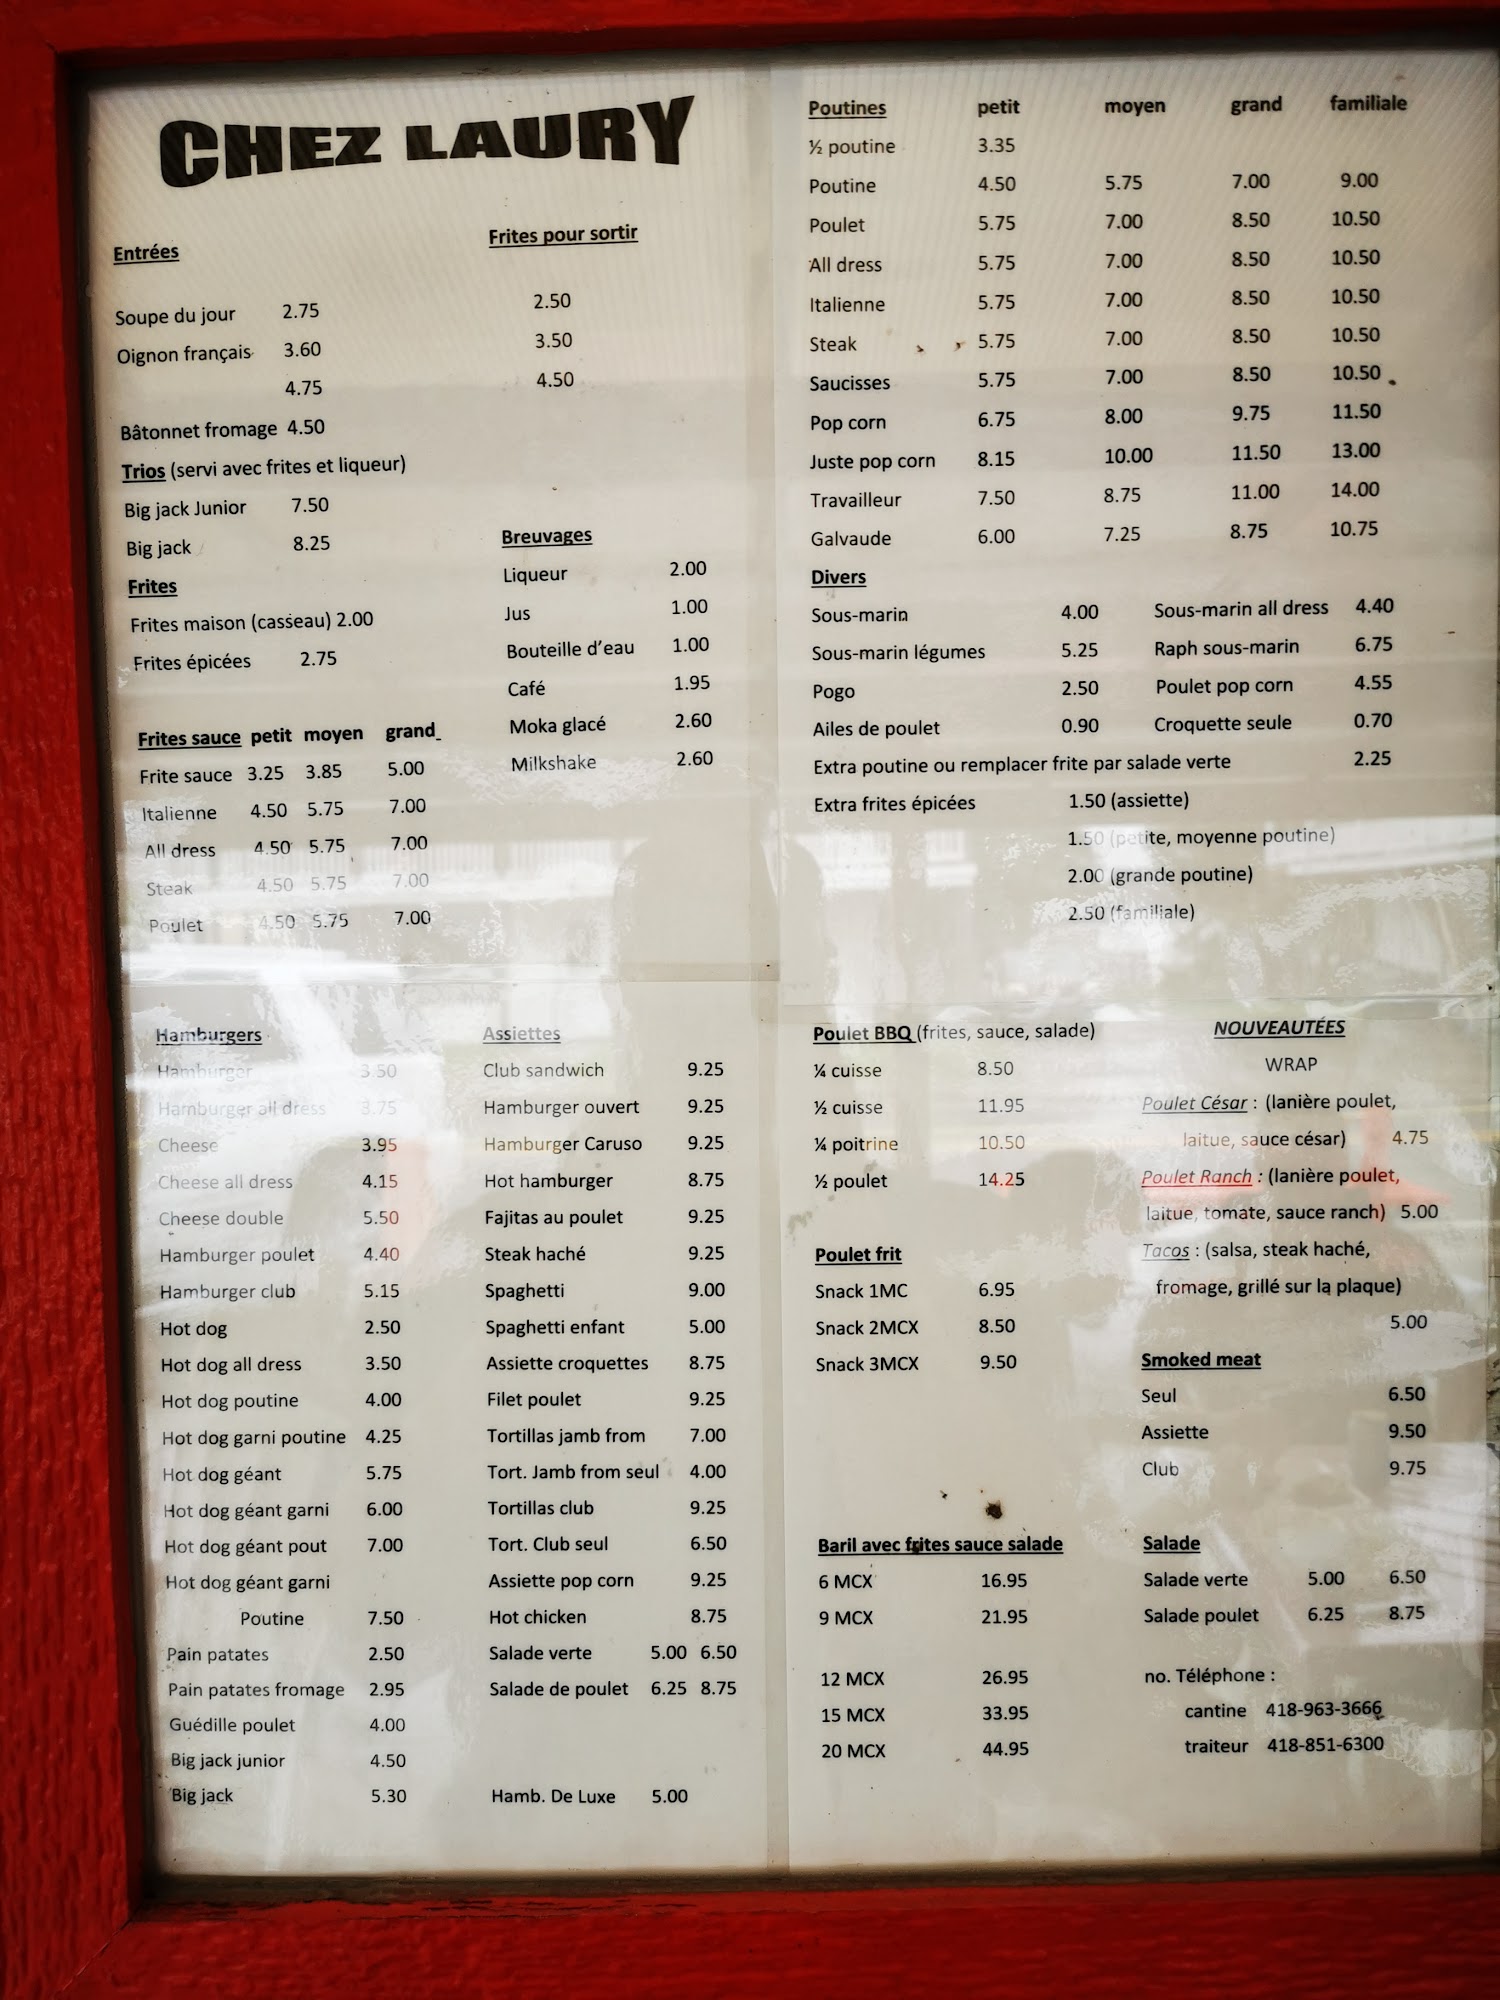 CHEZ LAURY
Entrées
Soupe du jour 2.75
Oignon français 3.60
4.75
Bâtonnet fromage 4.50
Frites pour sortir
2.50
3.50
4.50
Trios (servi avec frites et liqueur)
Big jack Junior 7.50
Big jack 8.25
Frites
Frites maison (casseau) 2.00
Frites épicées 2.75
Breuvages
Liqueur 2.00
Jus 1.00
Bouteille d'eau 1.00
Café 1.95
Moka glacé 2.60
Milkshake 2.60
Frites sauce petit moyen grand
Frite sauce 3.25 3.85 5.00
Italienne 4.50 5.75 7.00
All dress 4.50 5.75 7.00
Steak 4.50 5.75 7.00
Poulet 4.50 5.75 7.00
Poutines petit moyen grand familiale
½ poutine 3.35
Poutine 4.50 5.75 7.00 9.00
Poulet 5.75 7.00 8.50 10.50
All dress 5.75 7.00 8.50 10.50
Italienne 5.75 7.00 8.50 10.50
Steak 5.75 7.00 8.50 10.50
Saucisses 5.75 7.00 8.50 10.50
Pop corn 6.75 8.00 9.75 11.50
Juste pop corn 8.15 10.00 11.50 13.00
Travailleur 7.50 8.75 11.00 14.00
Galvaude 6.00 7.25 8.75 10.75
Divers
Sous-marin 4.00 Sous-marin all dress 4.40
Sous-marin légumes 5.25 Raph sous-marin 6.75
Pogo 2.50 Poulet pop corn 4.55
Ailes de poulet 0.90 Croquette seule 0.70
Extra poutine ou remplacer frite par salade verte 2.25
Extra frites épicées 1.50 (assiette)
1.50 (petite, moyenne poutine)
2.00 (grande poutine)
2.50 (familiale)
Hamburgers
Hamburger 3.50
Hamburger all dress 3.75
Cheese 3.95
Cheese all dress 4.15
Cheese double 5.50
Hamburger poulet 4.40
Hamburger club 5.15
Hot dog 2.50
Hot dog all dress 3.50
Hot dog poutine 4.00
Hot dog garni poutine 4.25
Hot dog géant 5.75
Hot dog géant garni 6.00
Hot dog géant pout 7.00
Hot dog géant garni
Poutine 7.50
Pain patates 2.50
Pain patates fromage 2.95
Guédille poulet 4.00
Big jack junior 4.50
Big jack 5.30
Assiettes
Club sandwich 9.25
Hamburger ouvert 9.25
Hamburger Caruso 9.25
Hot hamburger 8.75
Fajitas au poulet 9.25
Steak haché 9.25
Spaghetti 9.00
Spaghetti enfant 5.00
Assiette croquettes 8.75
Filet poulet 9.25
Tortillas jamb from 7.00
Tort. Jamb from seul 4.00
Tortillas club 9.25
Tort. Club seul 6.50
Assiette pop corn 9.25
Hot chicken 8.75
Salade verte 5.00 6.50
Salade de poulet 6.25 8.75
Hamb. De Luxe 5.00
Poulet BBQ (frites, sauce, salade)
¼ cuisse 8.50
½ cuisse 11.95
¼ poitrine 10.50
½ poulet 14.25
Poulet frit
Snack 1MC 6.95
Snack 2MCX 8.50
Snack 3MCX 9.50
Baril avec frites sauce salade
6 MCX 16.95
9 MCX 21.95
12 MCX 26.95
15 MCX 33.95
20 MCX 44.95
NOUVEAUTÉES
WRAP
Poulet César : (lanière poulet,
laitue, sauce césar) 4.75
Poulet Ranch : (lanière poulet,
laitue, tomate, sauce ranch) 5.00
Tacos : (salsa, steak haché,
fromage, grillé sur la plaque)
5.00
Smoked meat
Seul 6.50
Assiette 9.50
Club 9.75
Salade
Salade verte 5.00 6.50
Salade poulet 6.25 8.75
no. Téléphone :
cantine 418-963-3666
traiteur 418-851-6300